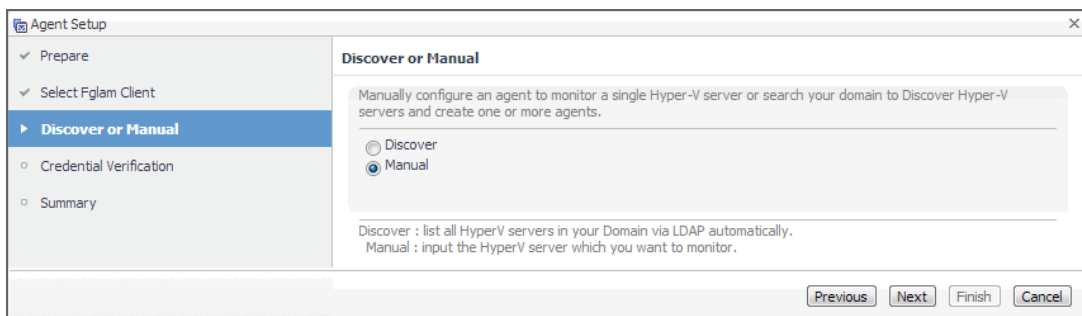 Agent Setup
Prepare
Select Fglam Client
Discover or Manual
Credential Verification
Summary
Discover or Manual
Manually configure an agent to monitor a single Hyper-V server or search your domain to Discover Hyper-V
servers and create one or more agents.
Discover
Manual
Discover : list all HyperV servers in your Domain via LDAP automatically.
Manual : input the HyperV server which you want to monitor.
Previous Next Finish Cancel